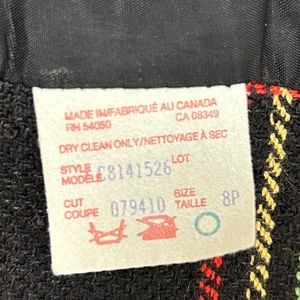 MADE IN/FABRIQUÉ AU CANADA
RN 54050 CA 08349
DRY CLEAN ONLY/NETTOYAGE À SEC
STYLE LOT
MODÈLE C8141526
CUT SIZE
COUPE 079410 TAILLE 8P